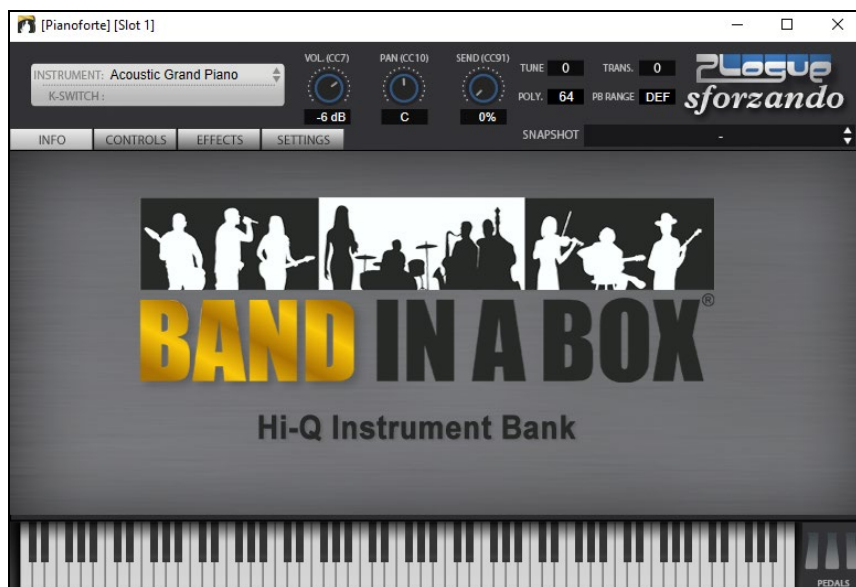 [Pianoforte] [Slot 1]
INSTRUMENT: Acoustic Grand Piano
K-SWITCH :
VOL. (CC7)
-6 dB
PAN (CC10)
C
SEND (CC91)
0%
TUNE 0 TRANS. 0
POLY. 64 PB RANGE DEF
Plogue
sforzando
INFO CONTROLS EFFECTS SETTINGS
SNAPSHOT -
BAND IN A BOX®
Hi-Q Instrument Bank
PEDALS